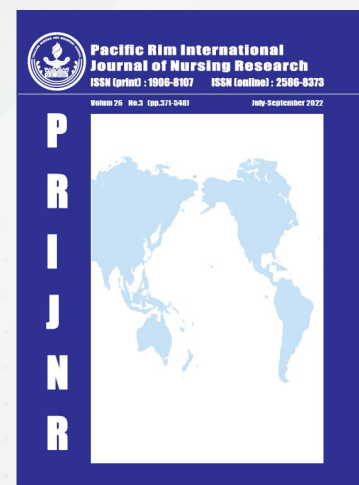 Pacific Rim International
Journal of Nursing Research
ISSN (print) : 1906-8107 ISSN (online) : 2586-8373
Volum 26 No.3 (pp.371-548) July-September 2022
P
R
I
J
N
R